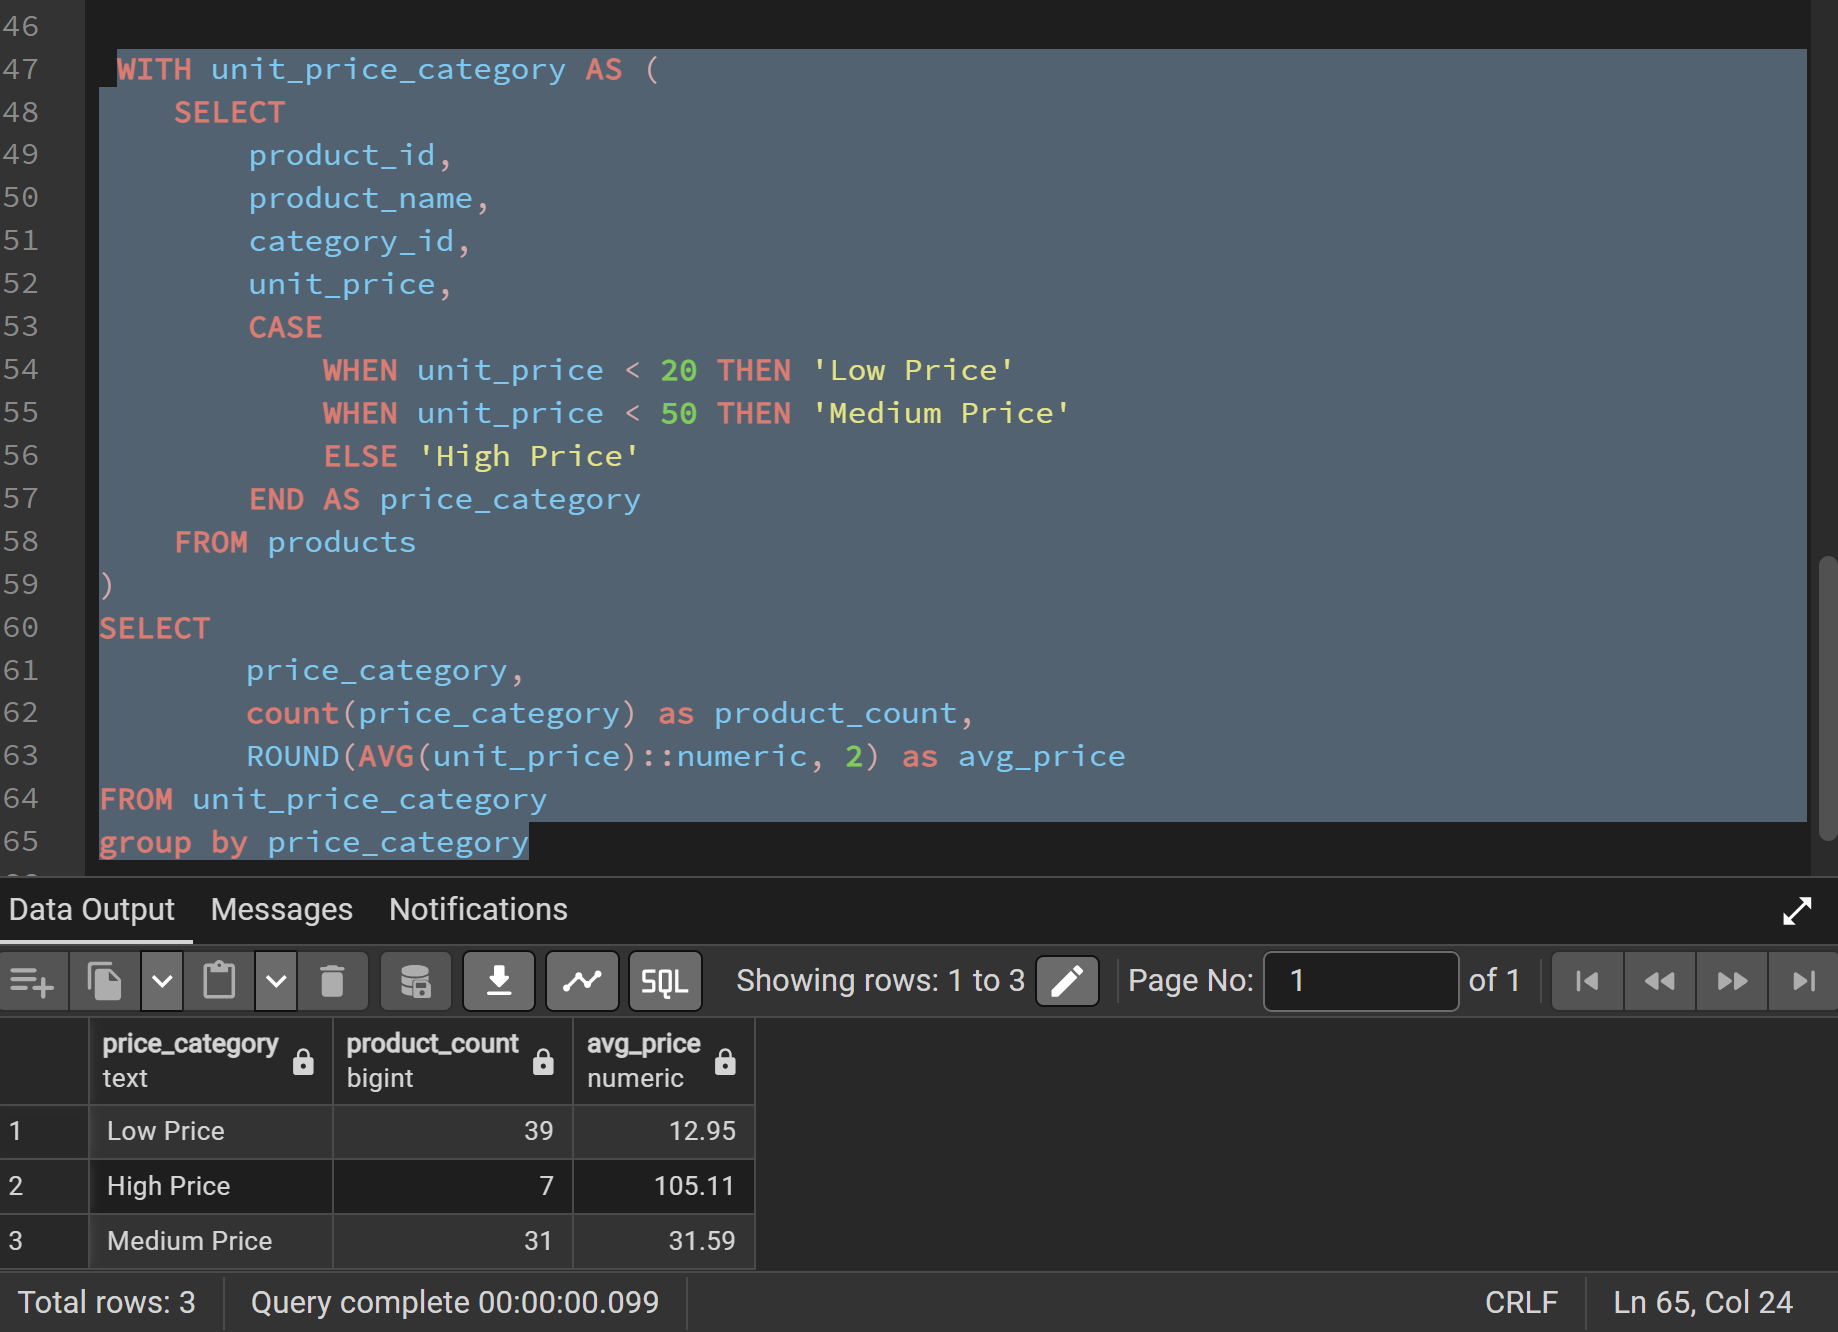 46
47 WITH unit_price_category AS (
48 SELECT
49 product_id,
50 product_name,
51 category_id,
52 unit_price,
53 CASE
54 WHEN unit_price < 20 THEN 'Low Price'
55 WHEN unit_price < 50 THEN 'Medium Price'
56 ELSE 'High Price'
57 END AS price_category
58 FROM products
59 )
60 SELECT
61 price_category,
62 count(price_category) as product_count,
63 ROUND(AVG(unit_price)::numeric, 2) as avg_price
64 FROM unit_price_category
65 group by price_category
Data Output Messages Notifications
SQL Showing rows: 1 to 3 Page No: 1 of 1
price_category product_count avg_price
text bigint numeric
1 Low Price 39 12.95
2 High Price 7 105.11
3 Medium Price 31 31.59
Total rows: 3 Query complete 00:00:00.099 CRLF Ln 65, Col 24